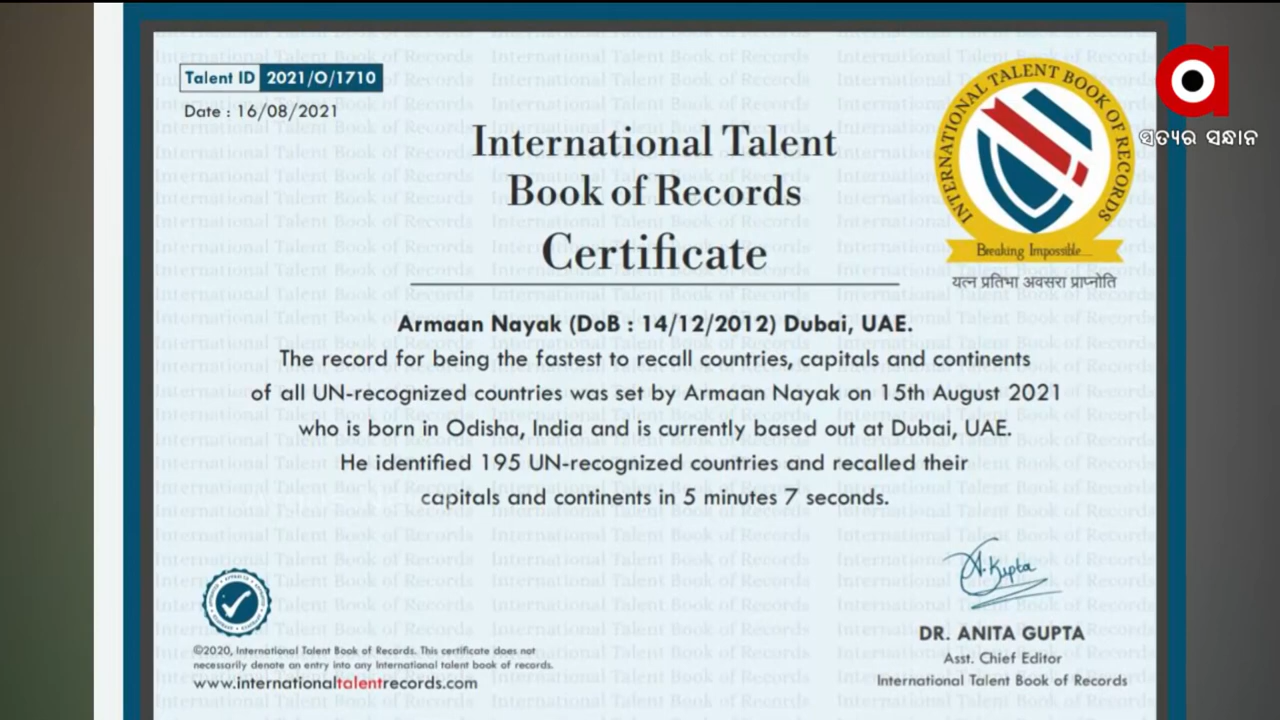 Talent ID 2021/O/1710
Date : 16/08/2021
INTERNATIONAL TALENT BOOK OF RECORDS
Breaking Impossible....
यत्न प्रतिभा अवसरा प्राप्नोति
ସତ୍ୟର ସନ୍ଧାନ
International Talent
Book of Records
Certificate
Armaan Nayak (DoB : 14/12/2012) Dubai, UAE.
The record for being the fastest to recall countries, capitals and continents
of all UN-recognized countries was set by Armaan Nayak on 15th August 2021
who is born in Odisha, India and is currently based out at Dubai, UAE.
He identified 195 UN-recognized countries and recalled their
capitals and continents in 5 minutes 7 seconds.
A. Gupta
DR. ANITA GUPTA
Asst. Chief Editor
International Talent Book of Records
©2020, International Talent Book of Records. This certificate does not
necessarily denote an entry into any International talent book of records.
www.internationaltalentrecords.com